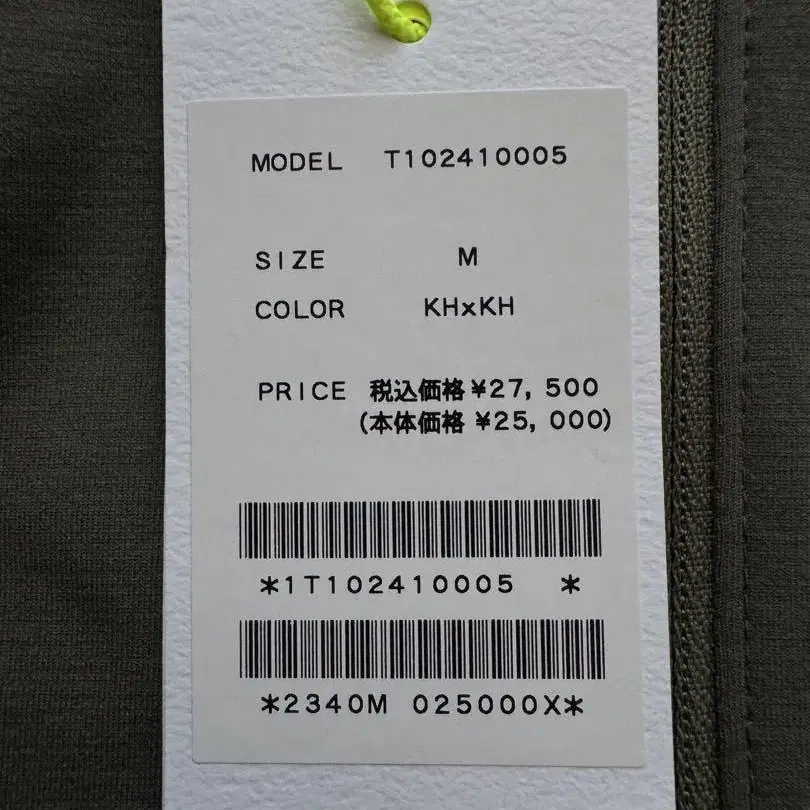 MODEL T102410005
SIZE M
COLOR KHxKH
PRICE 税込価格 ¥27,500
(本体価格 ¥25,000)
*1T102410005 *
*2340M 025000X*